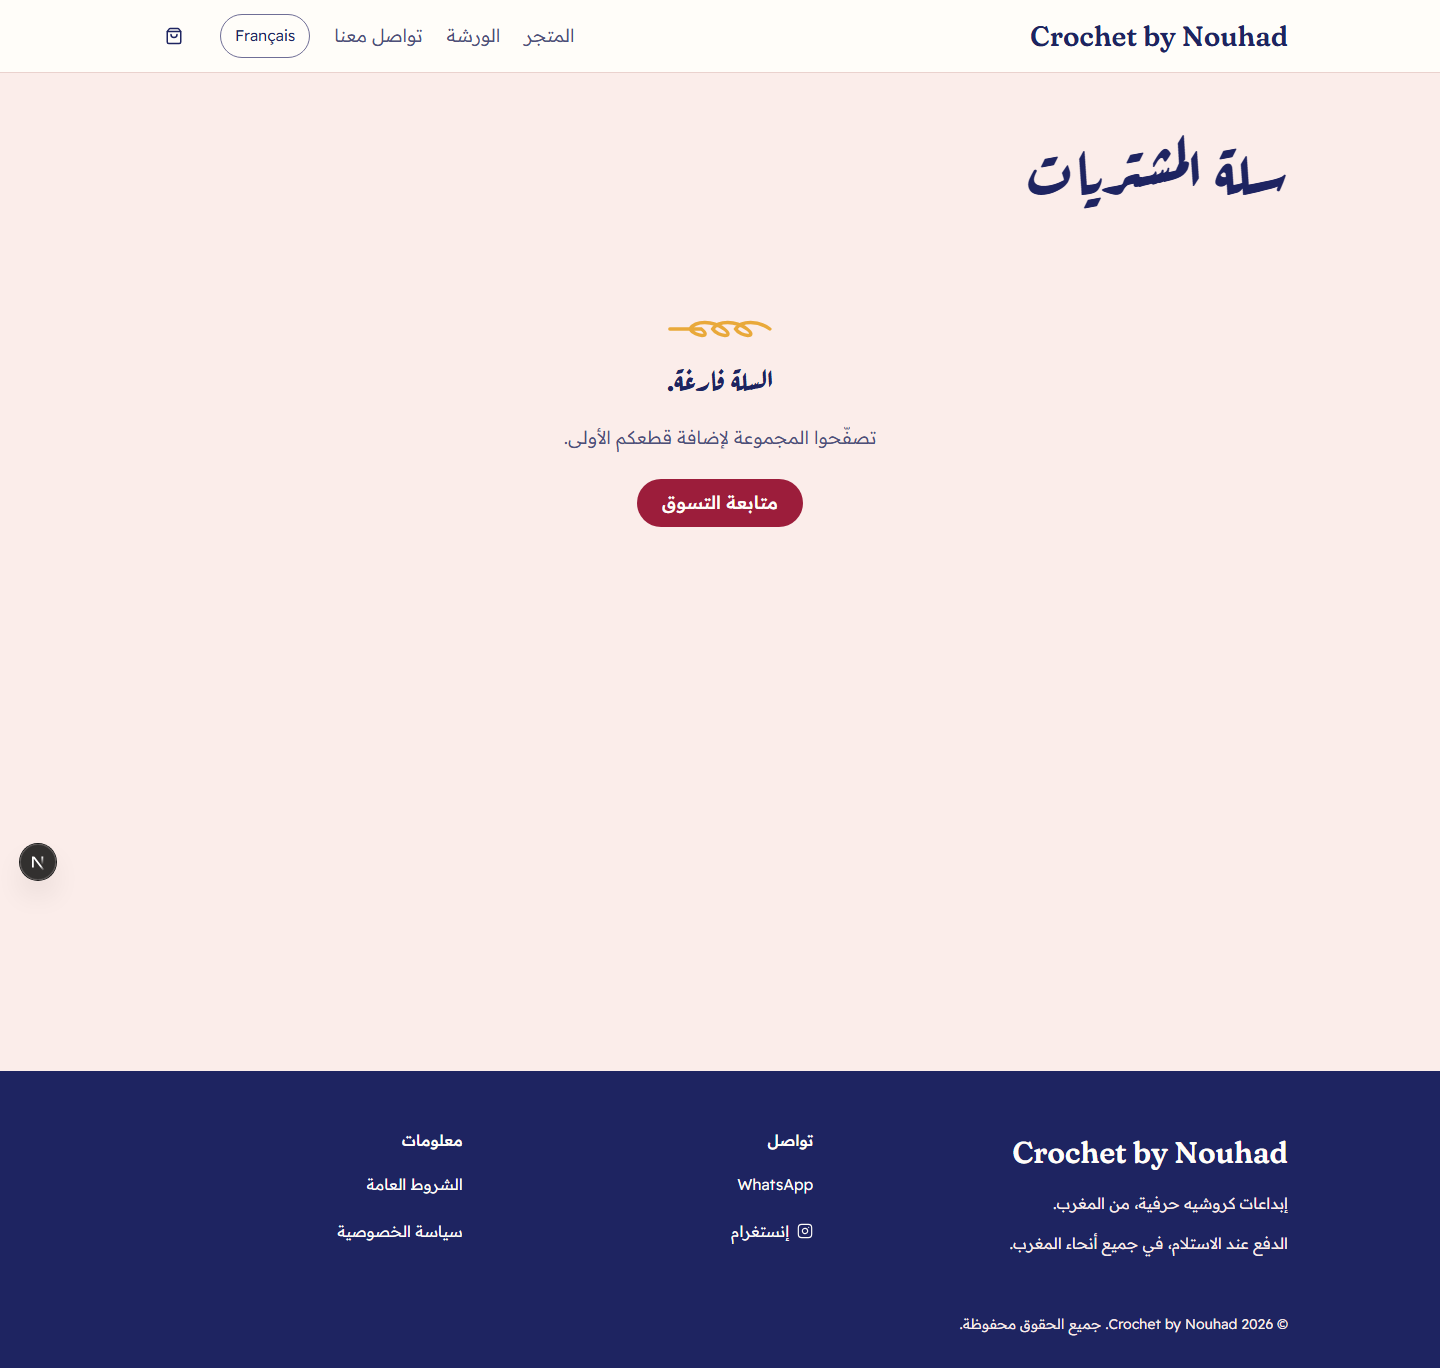 Crochet by Nouhad
المتجر
الورشة
تواصل معنا
Français
سلة المشتريات
السلة فارغة.
تصفّحوا المجموعة لإضافة قطعكم الأولى.
متابعة التسوق
N
Crochet by Nouhad
إبداعات كروشيه حرفية، من المغرب.
الدفع عند الاستلام، في جميع أنحاء المغرب.
تواصل
WhatsApp
إنستغرام
معلومات
الشروط العامة
سياسة الخصوصية
© 2026 Crochet by Nouhad. جميع الحقوق محفوظة.